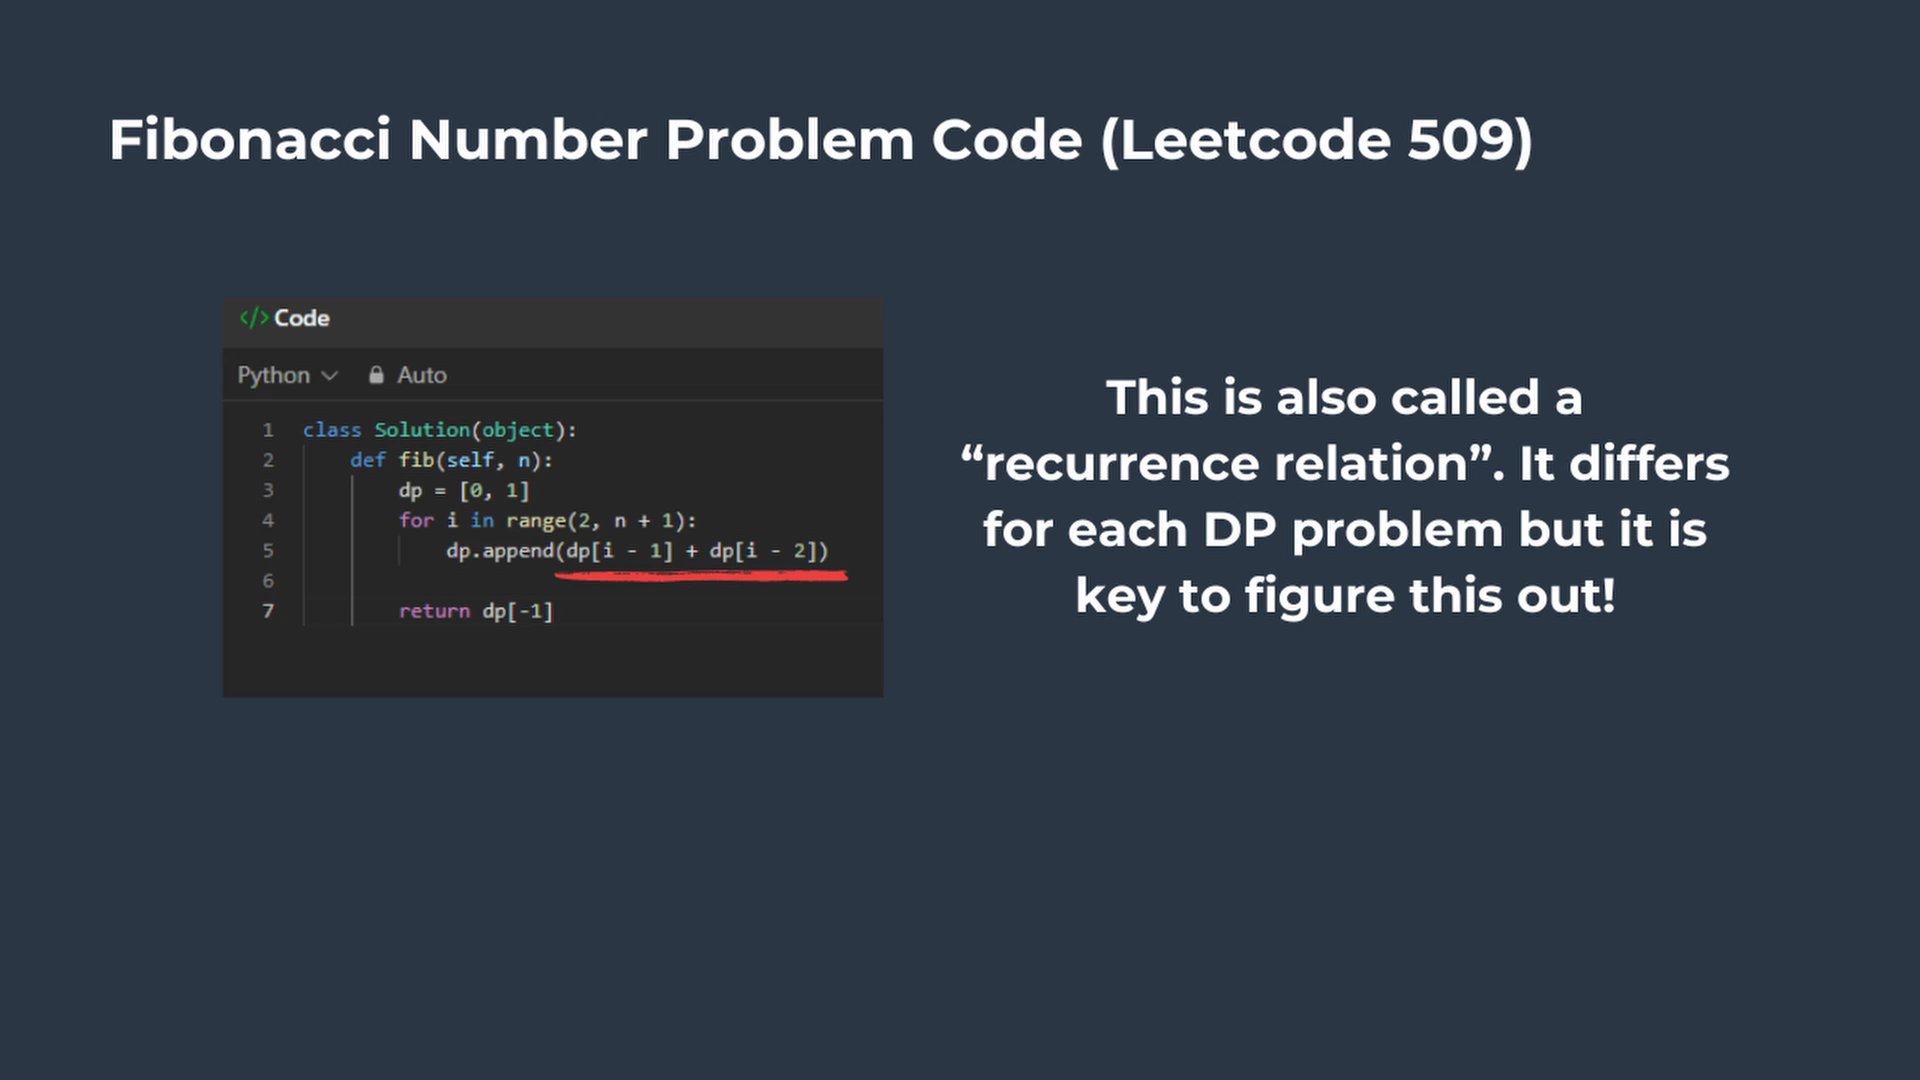 Fibonacci Number Problem Code (Leetcode 509)
</> Code
Python Auto
1 class Solution(object):
2     def fib(self, n):
3         dp = [0, 1]
4         for i in range(2, n + 1):
5             dp.append(dp[i - 1] + dp[i - 2])
6
7         return dp[-1]
This is also called a
“recurrence relation”. It differs
for each DP problem but it is
key to figure this out!